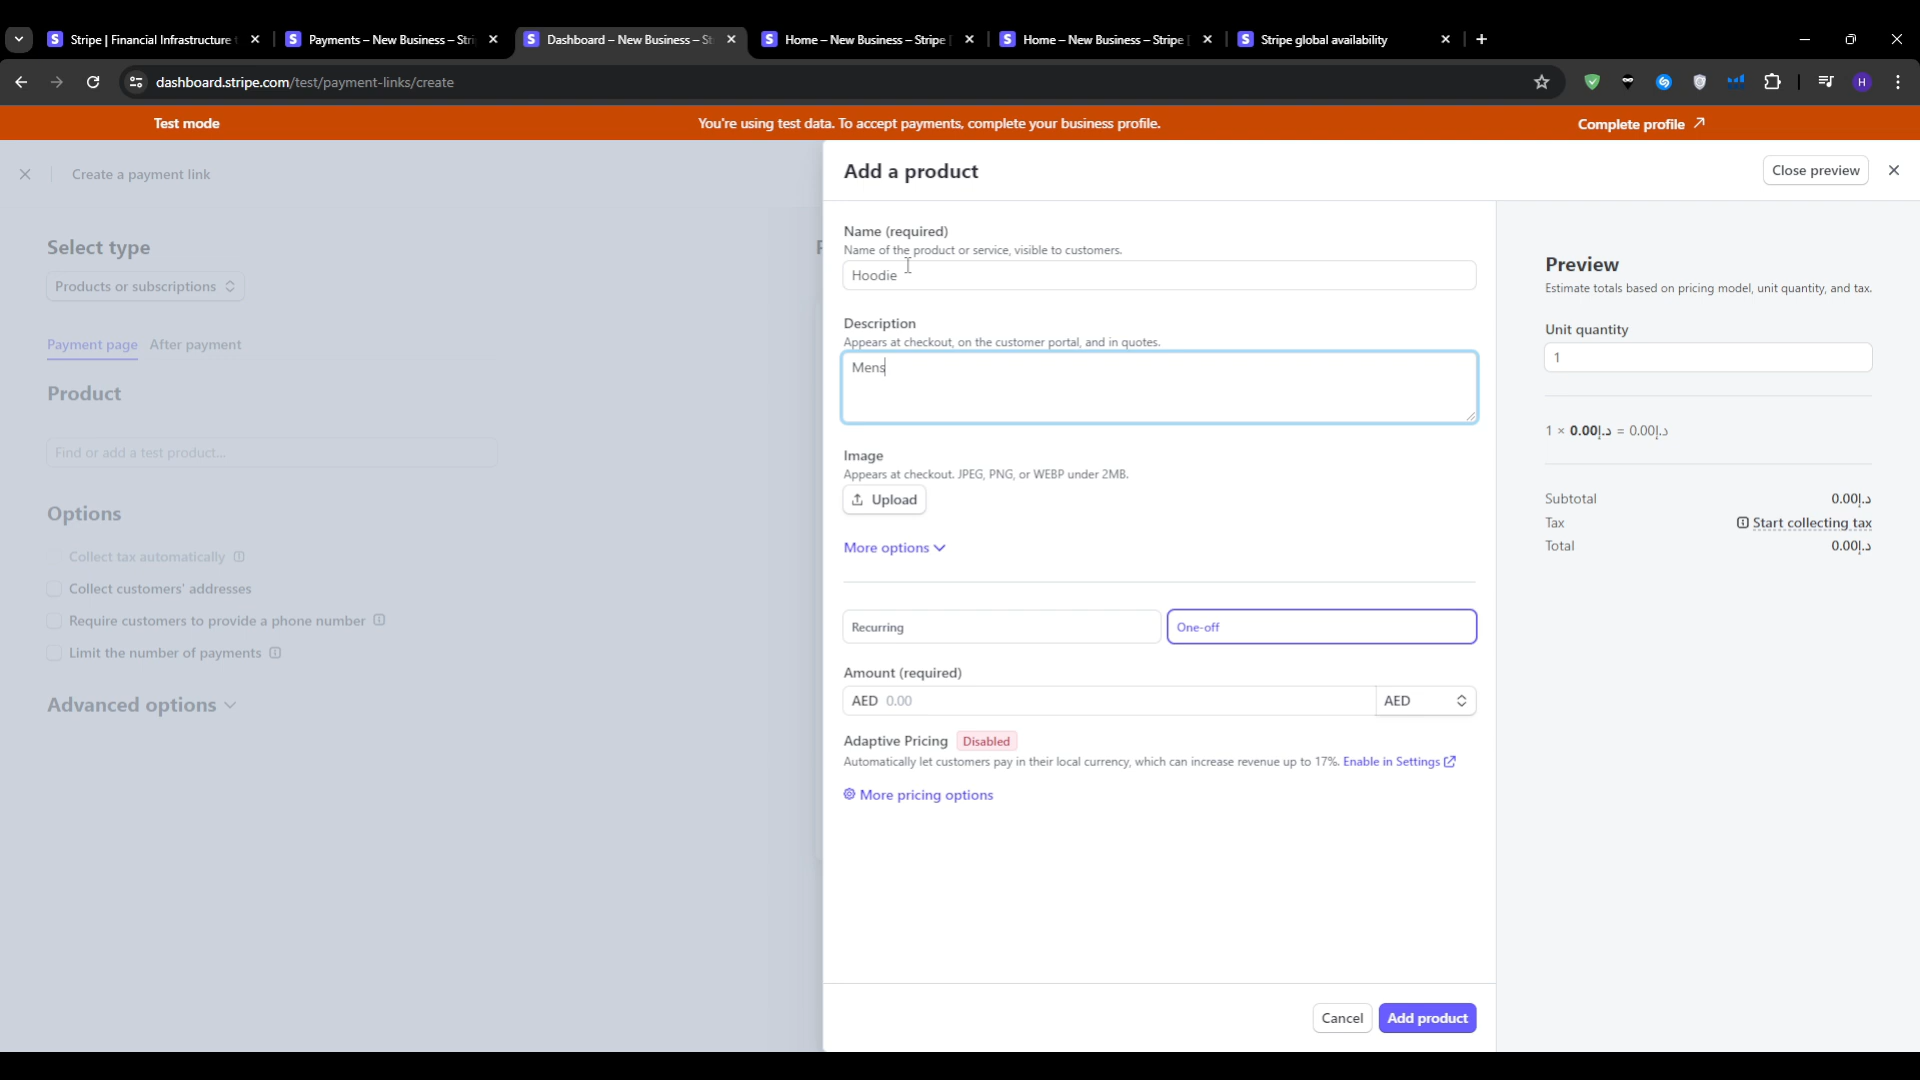 Stripe | Financial Infrastructure
Payments – New Business – Str
Dashboard – New Business – S
Home – New Business – Stripe
Home – New Business – Stripe
Stripe global availability
dashboard.stripe.com/test/payment-links/create
H
Test mode
You're using test data. To accept payments, complete your business profile.
Complete profile
Create a payment link
Add a product
Close preview
Select type
Products or subscriptions
Payment page
After payment
Product
Find or add a test product...
Options
Collect tax automatically
Collect customers' addresses
Require customers to provide a phone number
Limit the number of payments
Advanced options
Name (required)
Name of the product or service, visible to customers.
Hoodie
Description
Appears at checkout, on the customer portal, and in quotes.
Mens
Image
Appears at checkout. JPEG, PNG, or WEBP under 2MB.
Upload
More options
Recurring
One-off
Amount (required)
AED 0.00
AED
Adaptive Pricing Disabled
Automatically let customers pay in their local currency, which can increase revenue up to 17%. Enable in Settings
More pricing options
Cancel
Add product
Preview
Estimate totals based on pricing model, unit quantity, and tax.
Unit quantity
1
1 × 0.00د.إ = 0.00د.إ
Subtotal 0.00د.إ
Tax Start collecting tax
Total 0.00د.إ